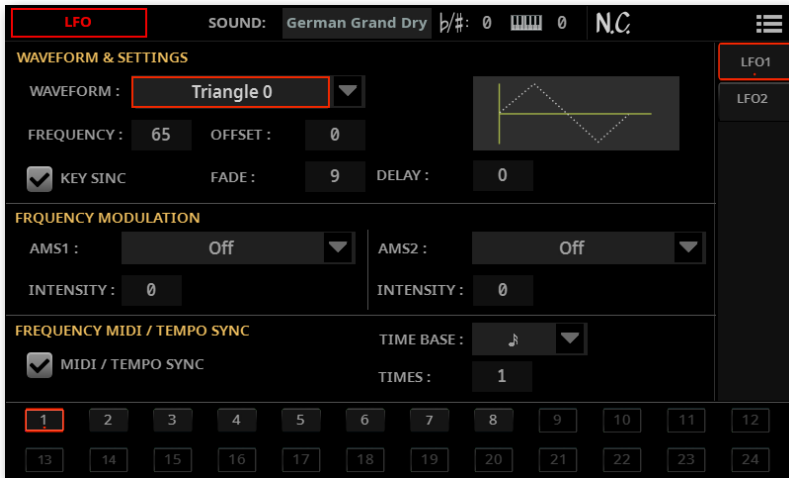 LFO SOUND: German Grand Dry ♭/#: 0 0 N.C.
WAVEFORM & SETTINGS LFO1
WAVEFORM : Triangle 0
LFO2
FREQUENCY : 65 OFFSET : 0
KEY SINC FADE : 9 DELAY : 0
FRQUENCY MODULATION
AMS1 : Off AMS2 : Off
INTENSITY : 0 INTENSITY : 0
FREQUENCY MIDI / TEMPO SYNC
TIME BASE : 𝅘𝅥𝅯
MIDI / TEMPO SYNC
TIMES : 1
1 2 3 4 5 6 7 8 9 10 11 12
13 14 15 16 17 18 19 20 21 22 23 24